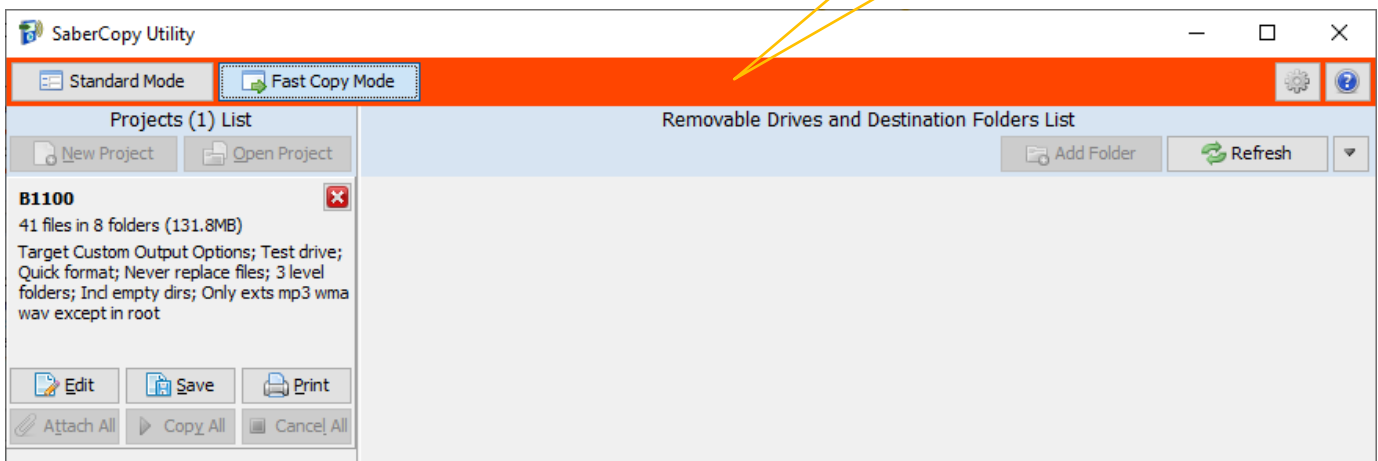 SaberCopy Utility
Standard Mode
Fast Copy Mode
Projects (1) List
Removable Drives and Destination Folders List
New Project
Open Project
Add Folder
Refresh
B1100
41 files in 8 folders (131.8MB)
Target Custom Output Options; Test drive;
Quick format; Never replace files; 3 level
folders; Incl empty dirs; Only exts mp3 wma
wav except in root
Edit
Save
Print
Attach All
Copy All
Cancel All